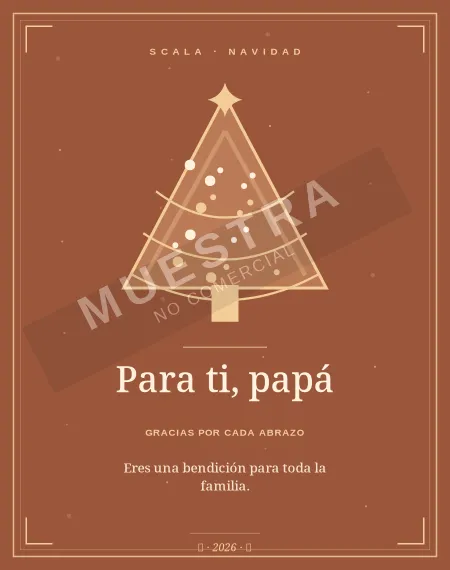 SCALA · NAVIDAD
MUESTRA
NO COMERCIAL
Para ti, papá
GRACIAS POR CADA ABRAZO
Eres una bendición para toda la
familia.
· 2026 ·